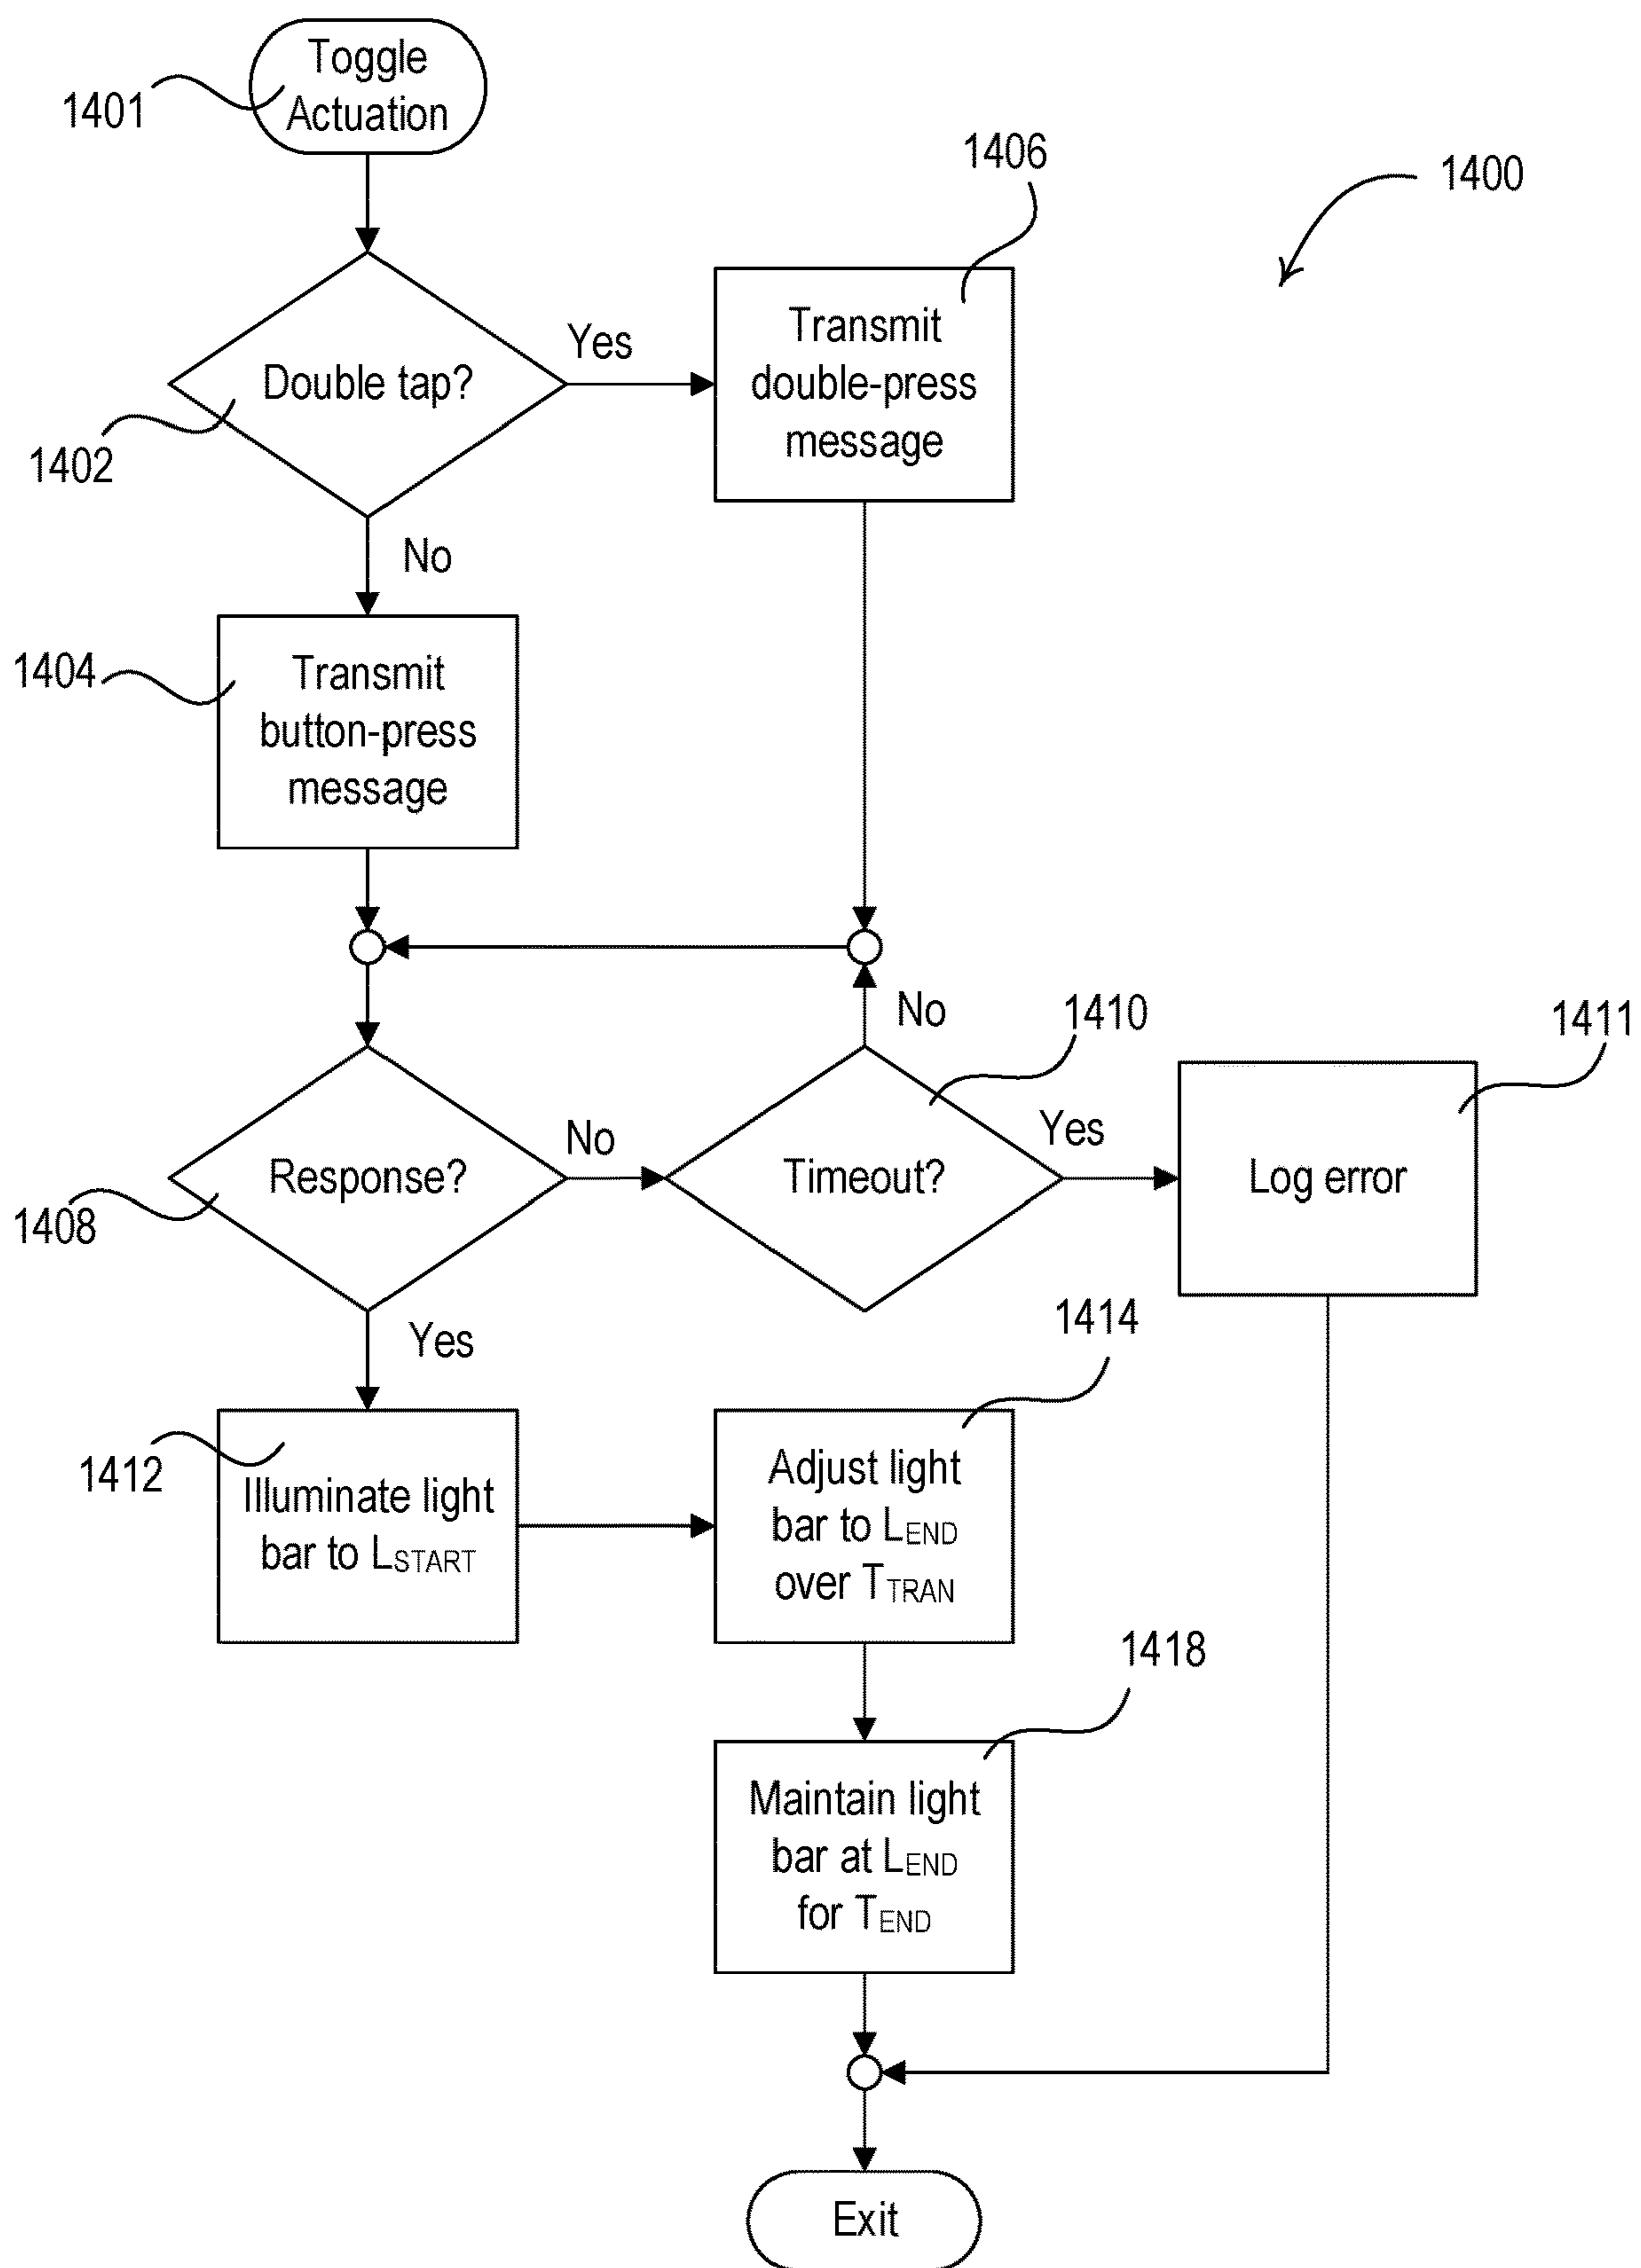 Toggle
Actuation
1401
1406
1400
Transmit
double-press
message
Yes
Double tap?
1402
No
1404
Transmit
button-press
message
No
1410
1411
Response?
No
Timeout?
Yes
Log error
1408
Yes
1414
1412
Illuminate light
bar to LSTART
Adjust light
bar to LEND
over TTRAN
1418
Maintain light
bar at LEND
for TEND
Exit